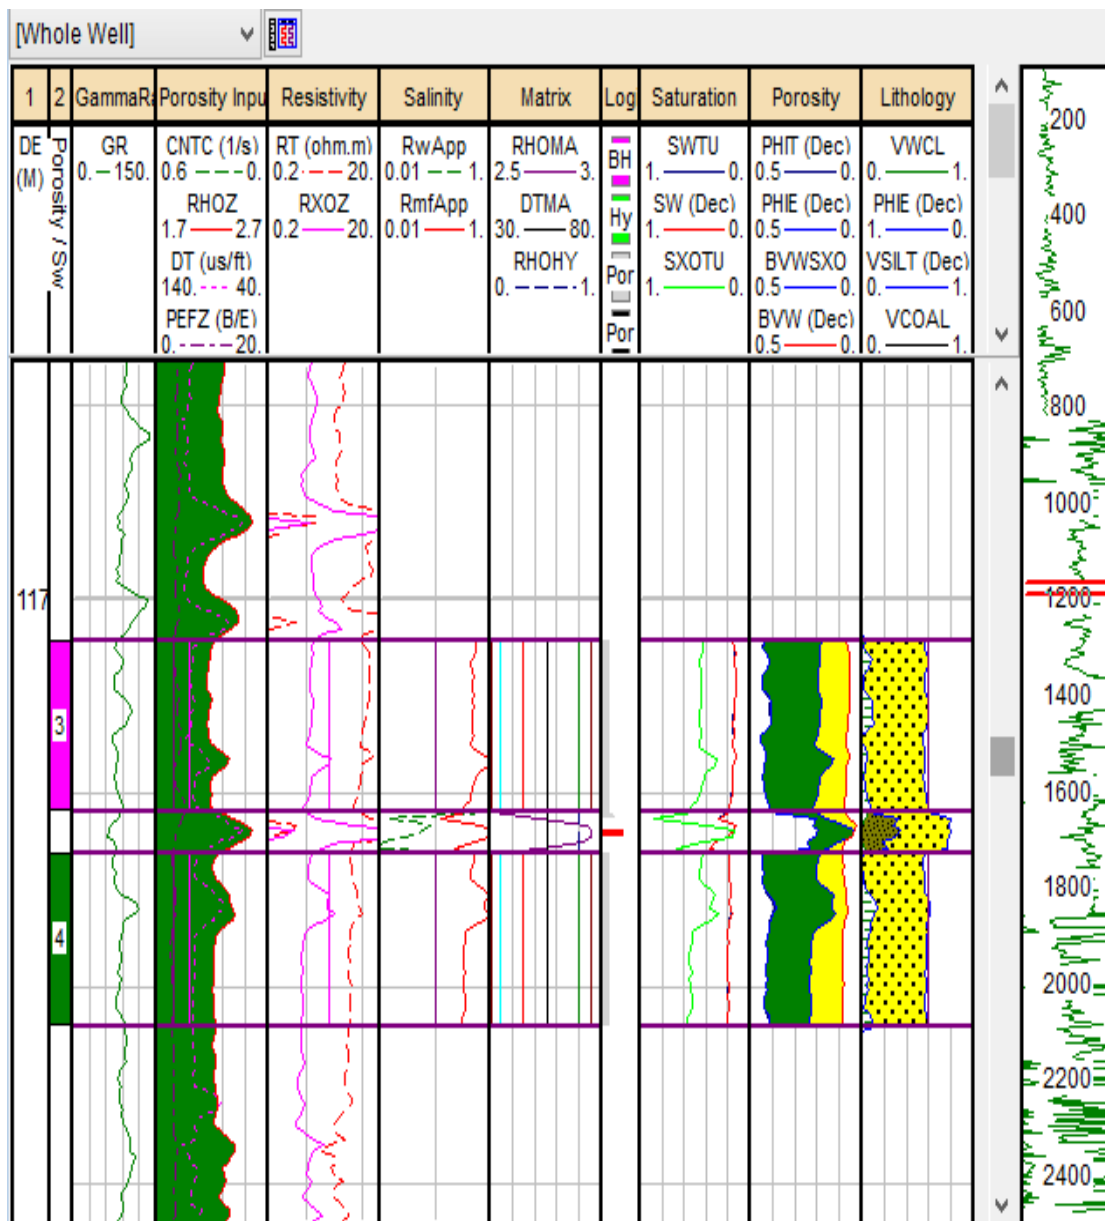 [Whole Well]
1 2 GammaRa Porosity Inpu Resistivity Salinity Matrix Log Saturation Porosity Lithology
DE (M)
Porosity / Sw
GR
0. 150.
CNTC (1/s)
0.6 0.
RHOZ
1.7 2.7
DT (us/ft)
140. 40.
PEFZ (B/E)
0. 20.
RT (ohm.m)
0.2 20.
RXOZ
0.2 20.
RwApp
0.01 1.
RmfApp
0.01 1.
RHOMA
2.5 3.
DTMA
30. 80.
RHOHY
0. 1.
BH
Hy
Por
Por
SWTU
1. 0.
SW (Dec)
1. 0.
SXOTU
1. 0.
PHIT (Dec)
0.5 0.
PHIE (Dec)
0.5 0.
BVWSXO
0.5 0.
BVW (Dec)
0.5 0.
VWCL
0. 1.
PHIE (Dec)
1. 0.
VSILT (Dec)
0. 1.
VCOAL
0. 1.
117
3
4
200
400
600
800
1000
1200
1400
1600
1800
2000
2200
2400